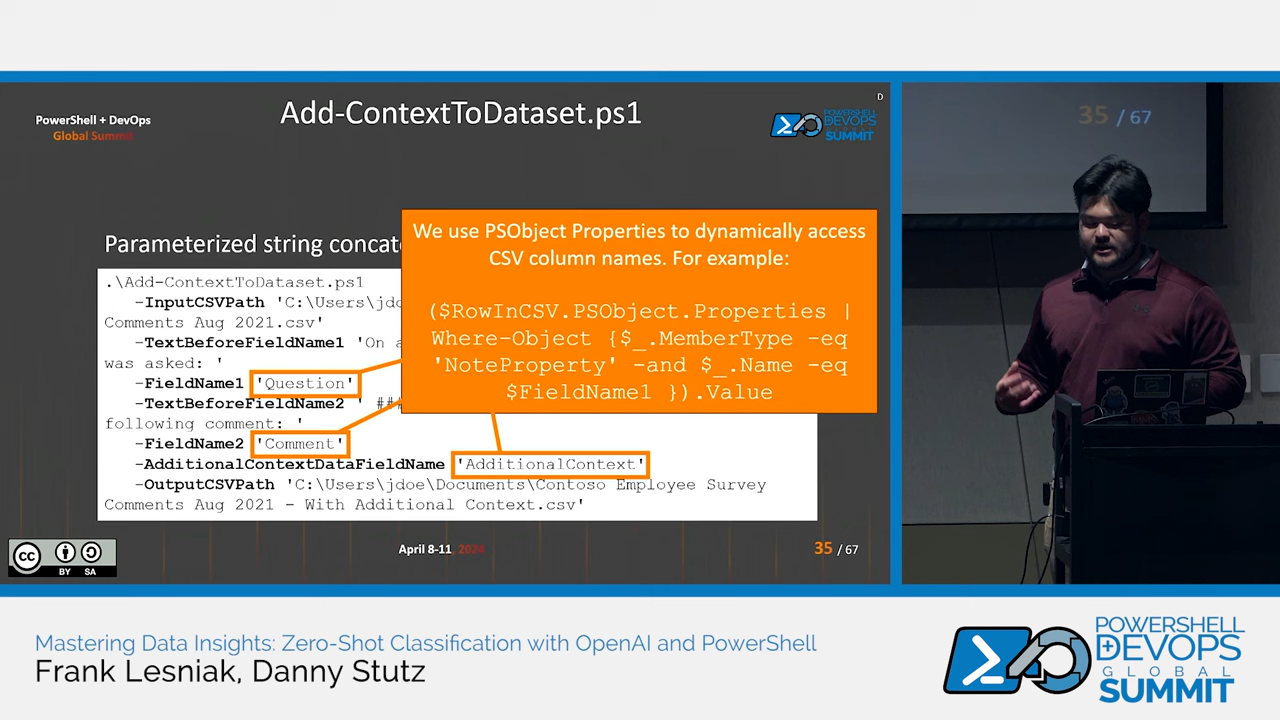 PowerShell + DevOps
Global Summit
Add-ContextToDataset.ps1
D
POWERSHELL
DEVOPS
GLOBAL
SUMMIT
Parameterized string concate
.\Add-ContextToDataset.ps1
-InputCSVPath 'C:\Users\jdoe
Comments Aug 2021.csv'
-TextBeforeFieldName1 'On a
was asked: '
-FieldName1 'Question'
-TextBeforeFieldName2 ' ###
following comment: '
-FieldName2 'Comment'
-AdditionalContextDataFieldName 'AdditionalContext'
-OutputCSVPath 'C:\Users\jdoe\Documents\Contoso Employee Survey
Comments Aug 2021 - With Additional Context.csv'
We use PSObject Properties to dynamically access
CSV column names. For example:
($RowInCSV.PSObject.Properties |
Where-Object {$_.MemberType -eq
'NoteProperty' -and $_.Name -eq
$FieldName1 }).Value
cc
BY SA
April 8-11, 2024
35 / 67
35 / 67
Mastering Data Insights: Zero-Shot Classification with OpenAI and PowerShell
Frank Lesniak, Danny Stutz
POWERSHELL
DEVOPS
GLOBAL
SUMMIT